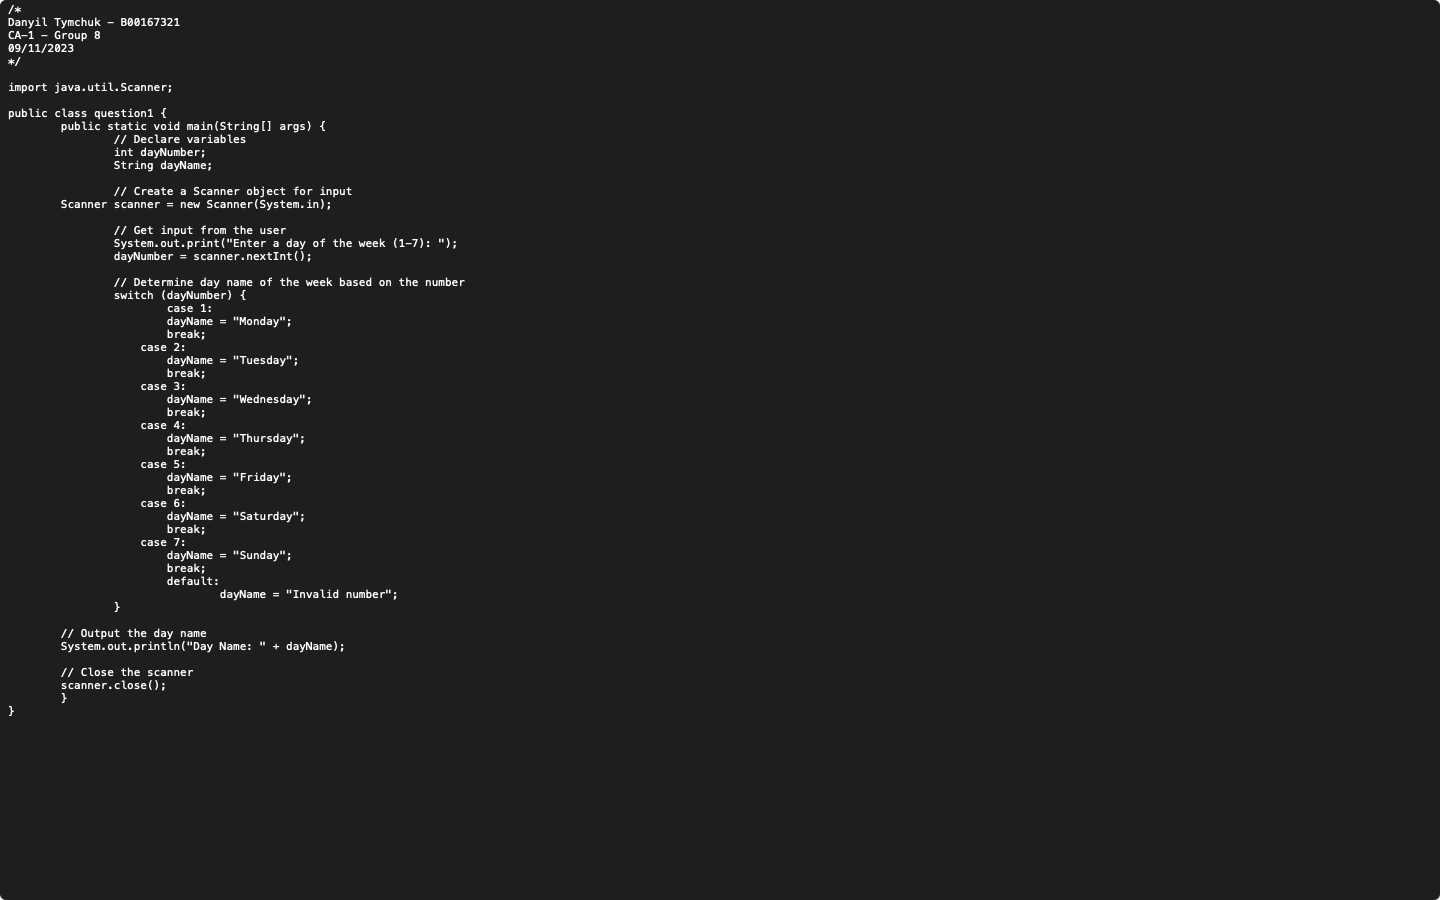 /*
Danyil Tymchuk – B00167321
CA-1 – Group 8
09/11/2023
*/
import java.util.Scanner;
public class question1 {
public static void main(String[] args) {
// Declare variables
int dayNumber;
String dayName;
// Create a Scanner object for input
Scanner scanner = new Scanner(System.in);
// Get input from the user
System.out.print("Enter a day of the week (1-7): ");
dayNumber = scanner.nextInt();
// Determine day name of the week based on the number
switch (dayNumber) {
case 1:
dayName = "Monday";
break;
case 2:
dayName = "Tuesday";
break;
case 3:
dayName = "Wednesday";
break;
case 4:
dayName = "Thursday";
break;
case 5:
dayName = "Friday";
break;
case 6:
dayName = "Saturday";
break;
case 7:
dayName = "Sunday";
break;
default:
dayName = "Invalid number";
}
// Output the day name
System.out.println("Day Name: " + dayName);
// Close the scanner
scanner.close();
}
}